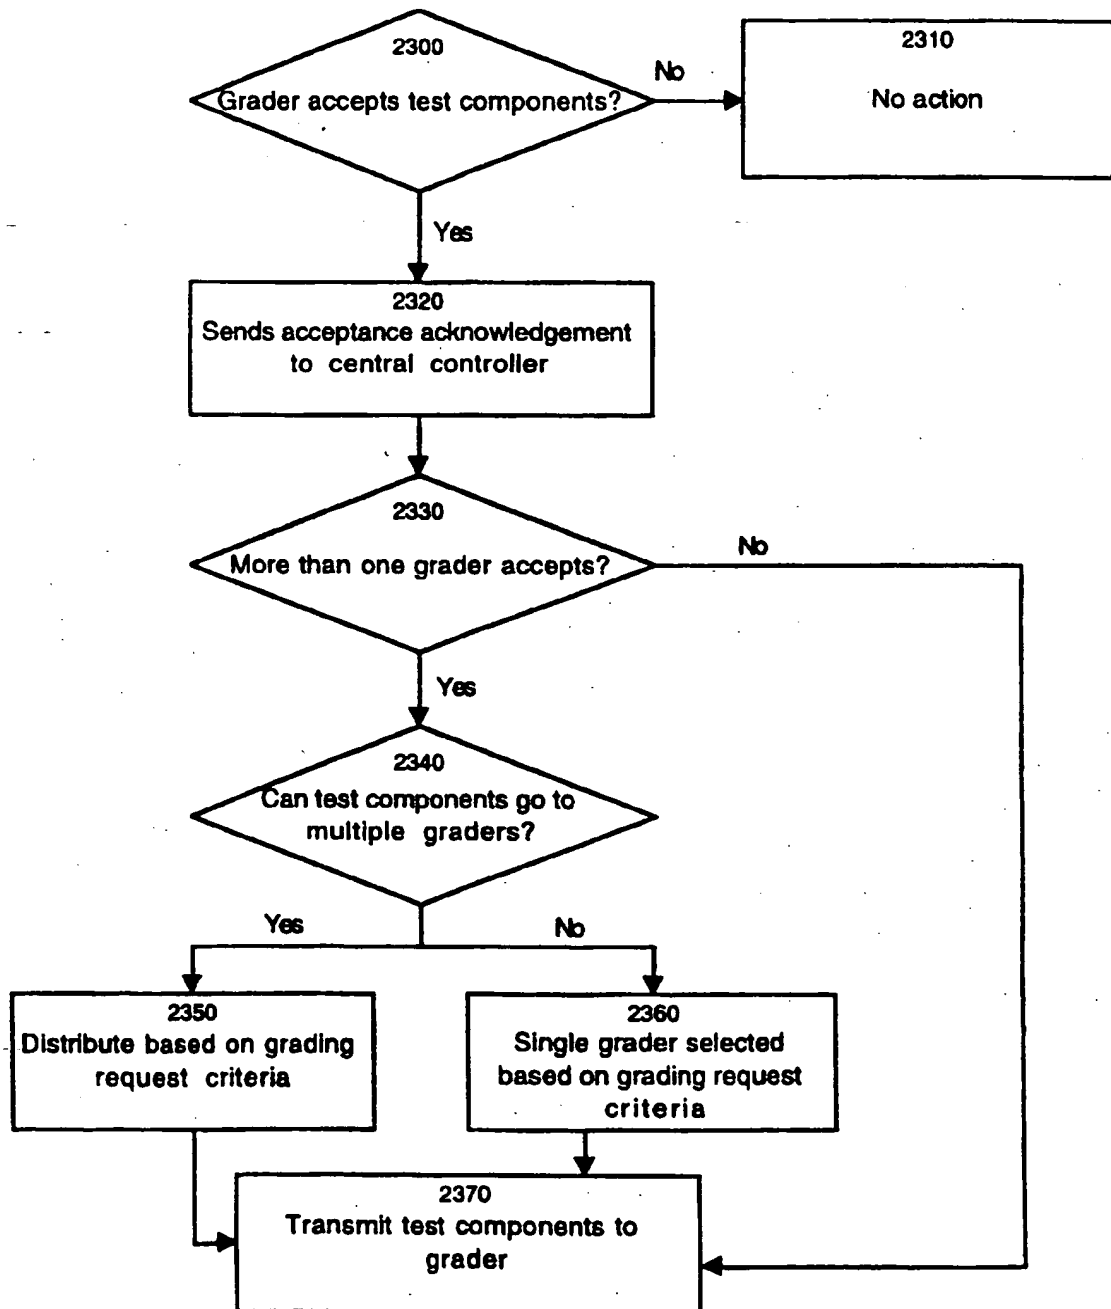 2300
Grader accepts test components?
No
2310
No action
Yes
2320
Sends acceptance acknowledgement
to central controller
2330
More than one grader accepts?
No
Yes
2340
Can test components go to
multiple graders?
Yes
No
2350
Distribute based on grading
request criteria
2360
Single grader selected
based on grading request
criteria
2370
Transmit test components to
grader